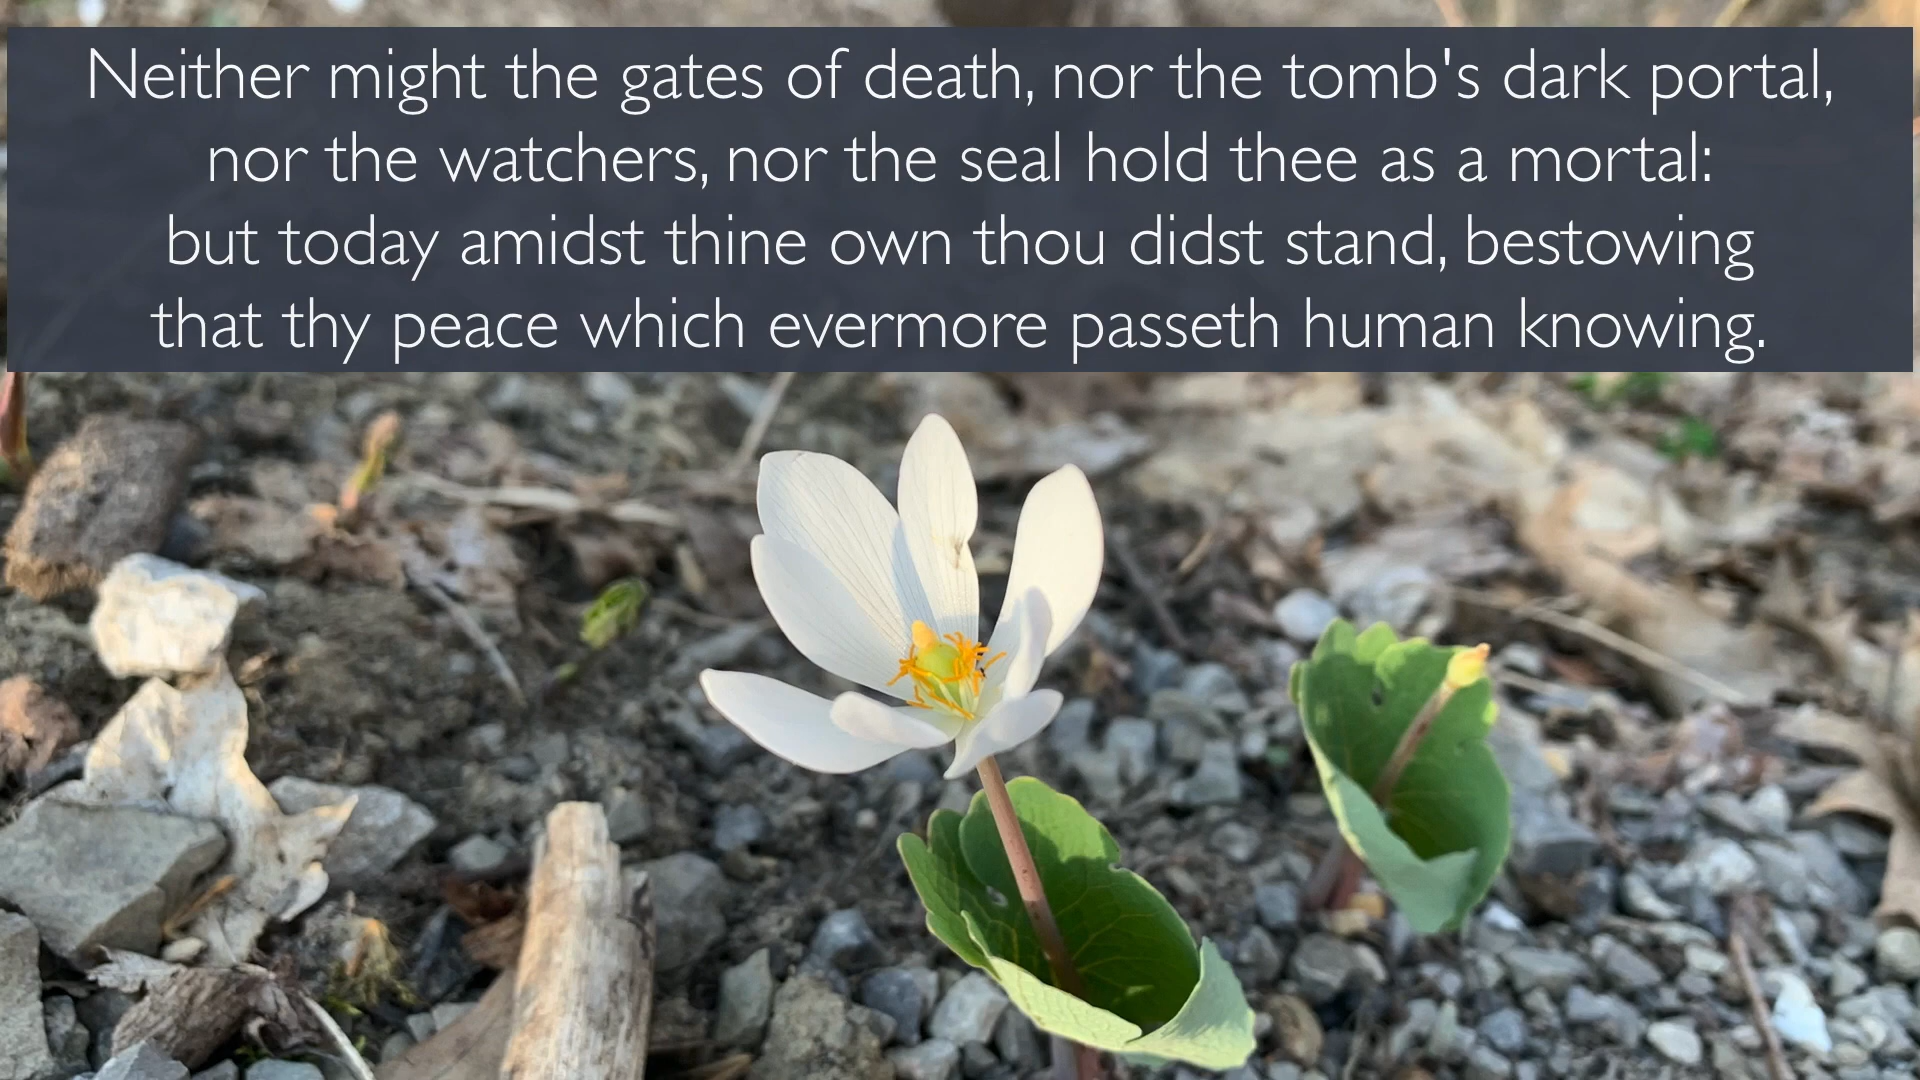 Neither might the gates of death, nor the tomb's dark portal,
nor the watchers, nor the seal hold thee as a mortal:
but today amidst thine own thou didst stand, bestowing
that thy peace which evermore passeth human knowing.